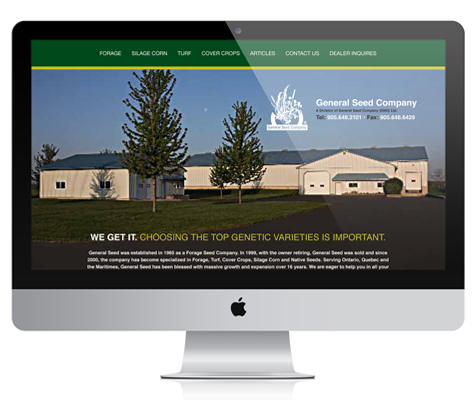 FORAGE SILAGE CORN TURF COVER CROPS ARTICLES CONTACT US DEALER INQUIRES
General Seed Company
A Division of General Seed Company (2000) Ltd.
Tel: 905.648.2101 Fax: 905.648.6429
General Seed Company
WE GET IT. CHOOSING THE TOP GENETIC VARIETIES IS IMPORTANT.
General Seed was established in 1965 as a Forage Seed Company. In 1999, with the owner retiring, General Seed was sold and since
2000, the company has become specialized in Forage, Turf, Cover Crops, Silage Corn and Native Seeds. Serving Ontario, Quebec and
the Maritimes, General Seed has been blessed with massive growth and expansion over 16 years. We are eager to help you in all your